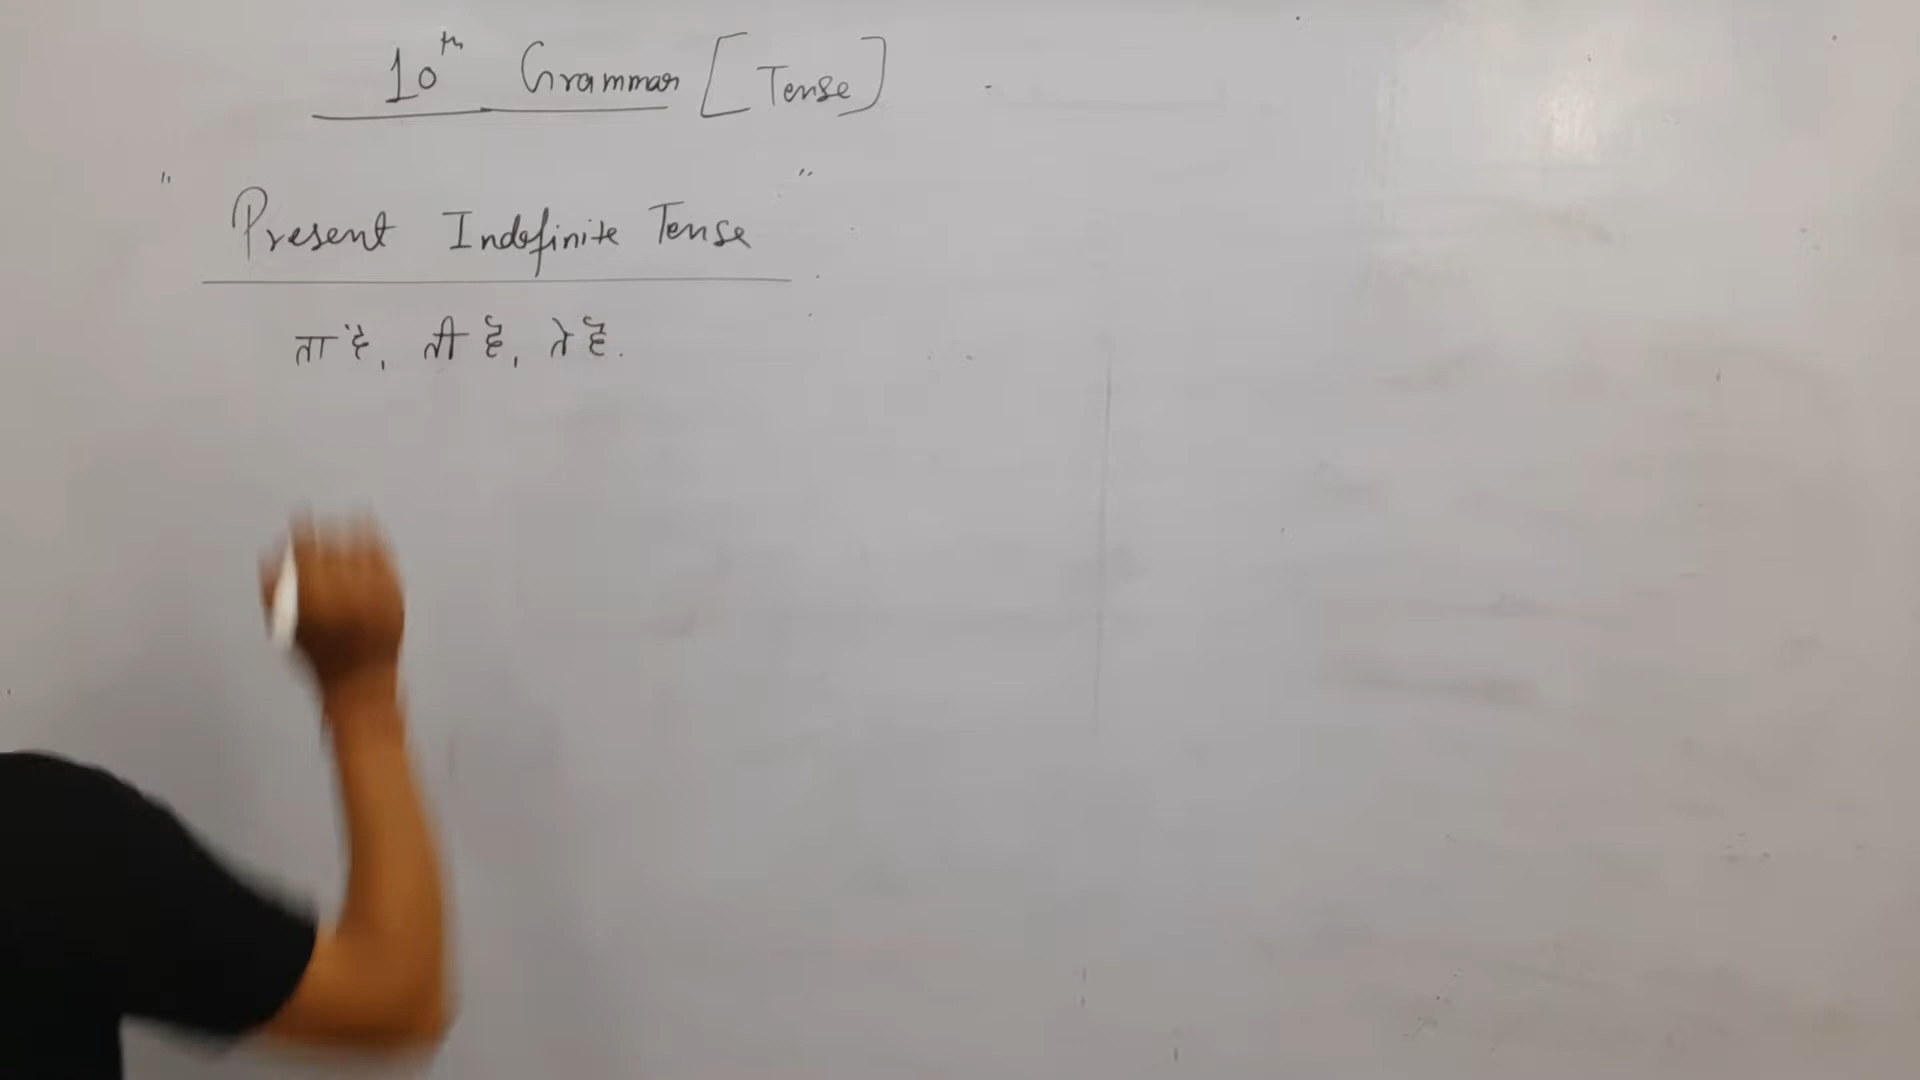 10th Grammar [Tense]
" Present Indefinite Tense "
ता है, ती है, ते है.